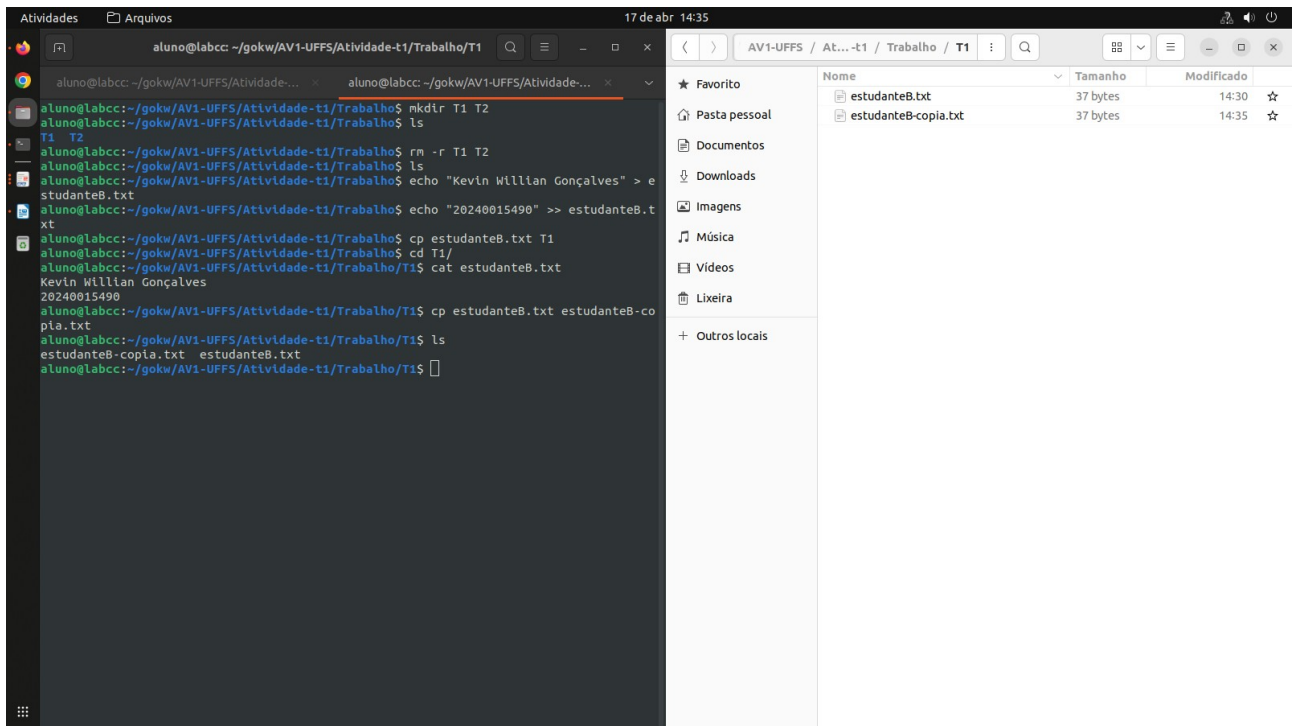 Atividades
Arquivos
17 de abr 14:35
aluno@labcc: ~/gokw/AV1-UFFS/Atividade-t1/Trabalho/T1
aluno@labcc: ~/gokw/AV1-UFFS/Atividade-...
aluno@labcc: ~/gokw/AV1-UFFS/Atividade-...
aluno@labcc:~/gokw/AV1-UFFS/Atividade-t1/Trabalho$ mkdir T1 T2
aluno@labcc:~/gokw/AV1-UFFS/Atividade-t1/Trabalho$ ls
T1 T2
aluno@labcc:~/gokw/AV1-UFFS/Atividade-t1/Trabalho$ rm -r T1 T2
aluno@labcc:~/gokw/AV1-UFFS/Atividade-t1/Trabalho$ ls
aluno@labcc:~/gokw/AV1-UFFS/Atividade-t1/Trabalho$ echo "Kevin Willian Gonçalves" > e
studanteB.txt
aluno@labcc:~/gokw/AV1-UFFS/Atividade-t1/Trabalho$ echo "20240015490" >> estudanteB.t
xt
aluno@labcc:~/gokw/AV1-UFFS/Atividade-t1/Trabalho$ cp estudanteB.txt T1
aluno@labcc:~/gokw/AV1-UFFS/Atividade-t1/Trabalho$ cd T1/
aluno@labcc:~/gokw/AV1-UFFS/Atividade-t1/Trabalho/T1$ cat estudanteB.txt
Kevin Willian Gonçalves
20240015490
aluno@labcc:~/gokw/AV1-UFFS/Atividade-t1/Trabalho/T1$ cp estudanteB.txt estudanteB-co
pia.txt
aluno@labcc:~/gokw/AV1-UFFS/Atividade-t1/Trabalho/T1$ ls
estudanteB-copia.txt estudanteB.txt
aluno@labcc:~/gokw/AV1-UFFS/Atividade-t1/Trabalho/T1$
AV1-UFFS / At...-t1 / Trabalho / T1
Favorito
Pasta pessoal
Documentos
Downloads
Imagens
Música
Vídeos
Lixeira
+ Outros locais
Nome Tamanho Modificado
estudanteB.txt 37 bytes 14:30
estudanteB-copia.txt 37 bytes 14:35